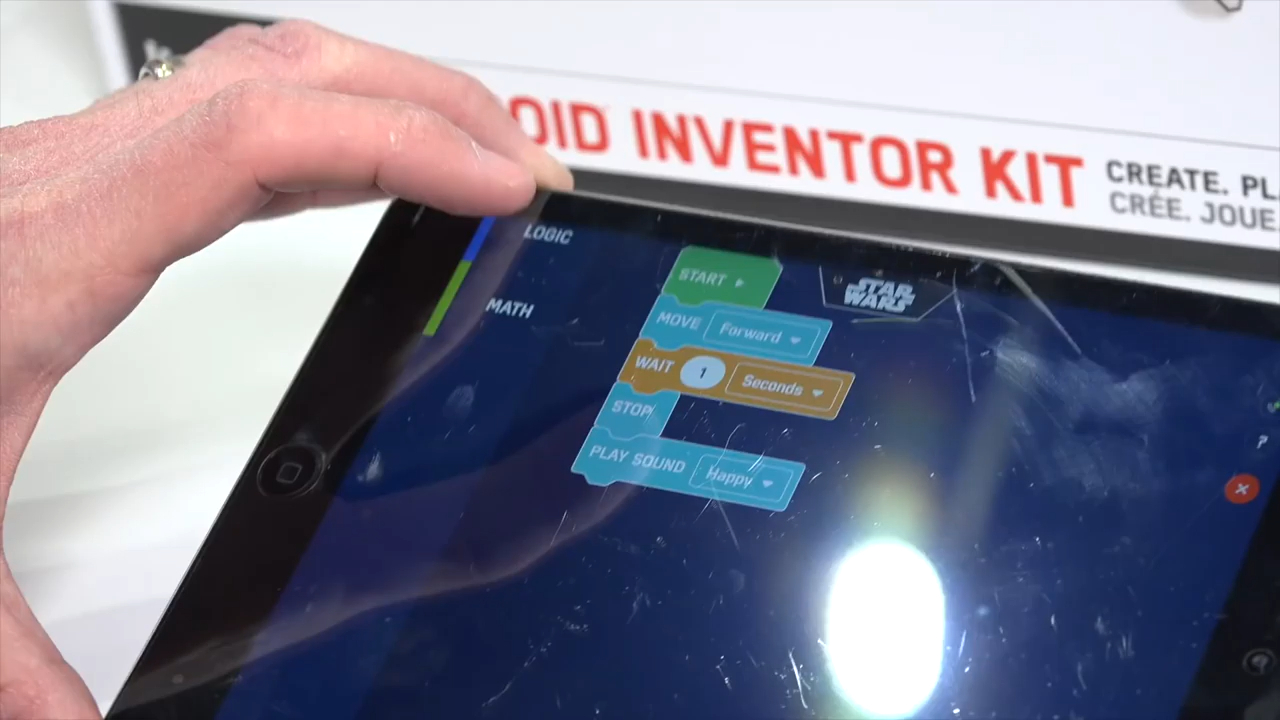 OID INVENTOR KIT
CREATE. PL
CRÉE. JOUE
LOGIC
MATH
START
STAR
WARS
MOVE Forward
WAIT 1 Seconds
STOP
PLAY SOUND Happy
?